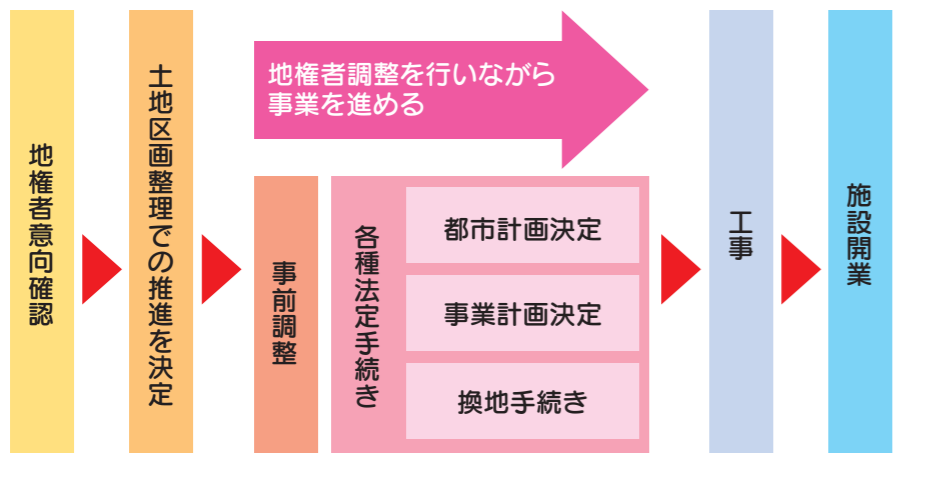 地権者意向確認
土地区画整理での推進を決定
地権者調整を行いながら
事業を進める
事前調整
各種法定手続き
都市計画決定
事業計画決定
換地手続き
工事
施設開業